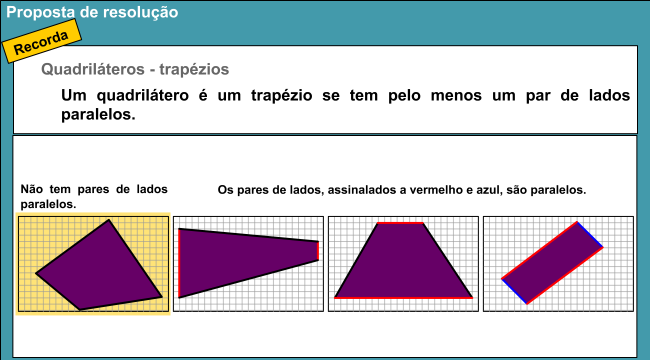 Proposta de resolução
Recorda
Quadriláteros - trapézios
Um quadrilátero é um trapézio se tem pelo menos um par de lados
paralelos.
Não tem pares de lados
paralelos.
Os pares de lados, assinalados a vermelho e azul, são paralelos.